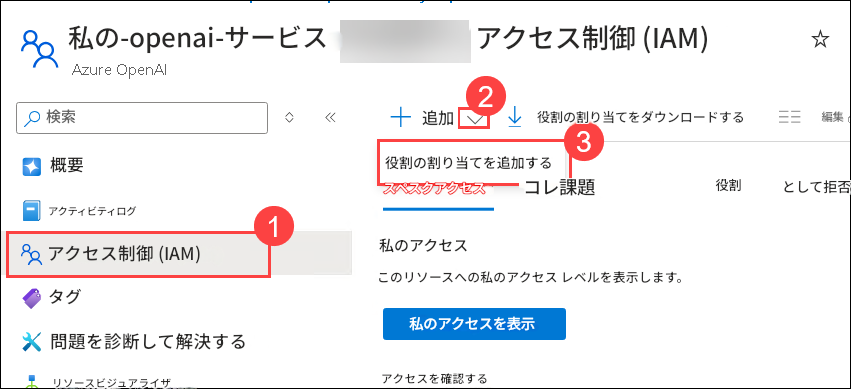 私の-openai-サービス アクセス制御 (IAM)
Azure OpenAI
検索
追加
2
役割の割り当てをダウンロードする
編集
役割の割り当てを追加する
3
コレ課題
役割
として拒否
概要
アクティビティログ
1
アクセス制御 (IAM)
タグ
問題を診断して解決する
リソースビジュアライザ
私のアクセス
このリソースへの私のアクセス レベルを表示します。
私のアクセスを表示
アクセスを確認する